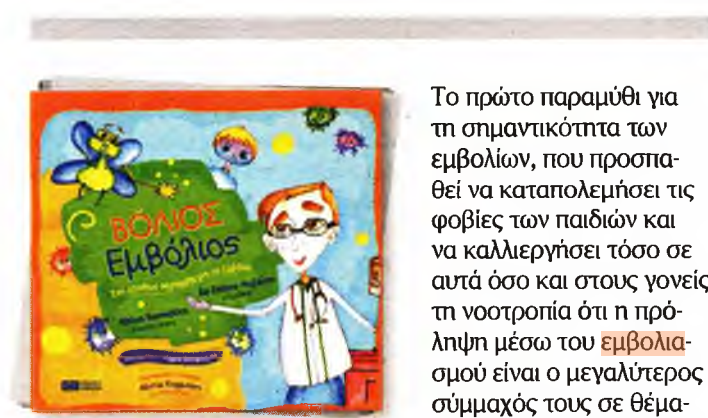 ΒΟΛΙΟΣ
Εμβόλιος
Το πρώτο παραμύθι για
τη σημαντικότητα των
εμβολίων, που προσπα-
θεί να καταπολεμήσει τις
φοβίες των παιδιών και
να καλλιεργήσει τόσο σε
αυτά όσο και στους γονείς
τη νοοτροπία ότι η πρό-
ληψη μέσω του εμβολια-
σμού είναι ο μεγαλύτερος
σύμμαχός τους σε θέμα-